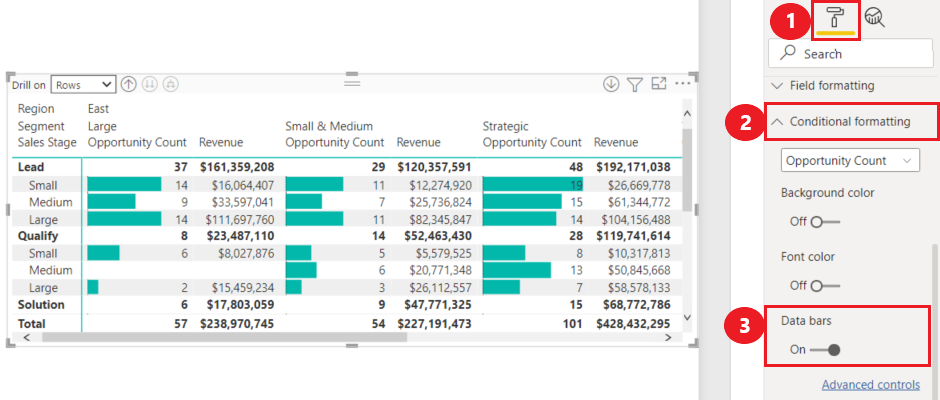 1
Search
Drill on Rows
Field formatting
Region East
Segment Large Small & Medium Strategic
Sales Stage Opportunity Count Revenue Opportunity Count Revenue Opportunity Count Revenue
2 Conditional formatting
Lead 37 $161,359,208 29 $120,357,591 48 $192,171,038
Opportunity Count
Small 14 $16,064,407 11 $12,274,920 19 $26,669,778
Medium 9 $33,597,041 7 $25,736,824 15 $61,344,772
Background color
Large 14 $111,697,760 11 $82,345,847 14 $104,156,488
Off
Qualify 8 $23,487,110 14 $52,463,430 28 $119,741,614
Small 6 $8,027,876 5 $5,579,525 8 $10,317,813
Font color
Medium 6 $20,771,348 13 $50,845,668
Large 2 $15,459,234 3 $26,112,557 7 $58,578,133
Off
Solution 6 $17,803,059 9 $47,771,325 15 $68,772,786
Total 57 $238,970,745 54 $227,191,473 101 $428,432,295
3 Data bars
On
Advanced controls